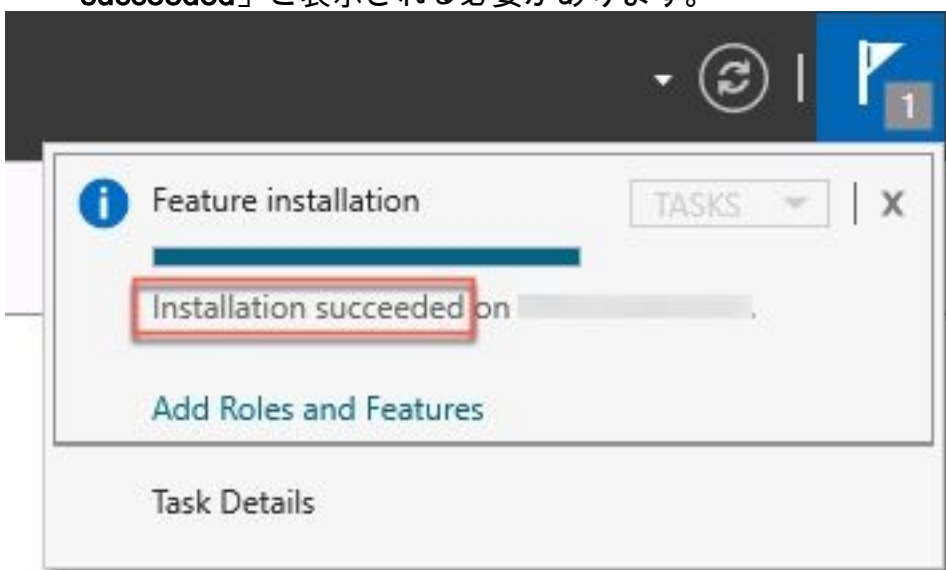 succeeded」と表示される必要があります。
1
Feature installation
TASKS
X
Installation succeeded on .
Add Roles and Features
Task Details